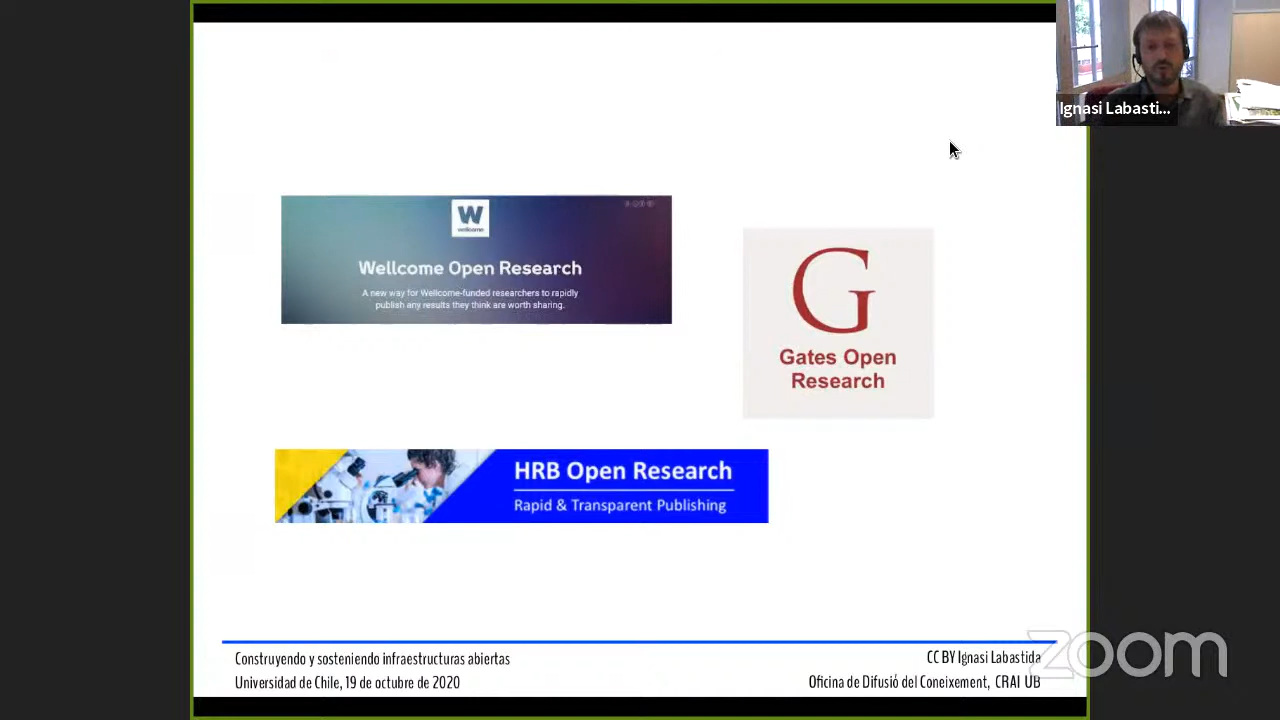 Ignasi Labasti...
W
wellcome
Wellcome Open Research
A new way for Wellcome-funded researchers to rapidly
publish any results they think are worth sharing.
G
Gates Open
Research
HRB Open Research
Rapid & Transparent Publishing
Construyendo y sosteniendo infraestructuras abiertas
Universidad de Chile, 19 de octubre de 2020
CC BY Ignasi Labastida
Oficina de Difusió del Coneixement, CRAI UB
zoom